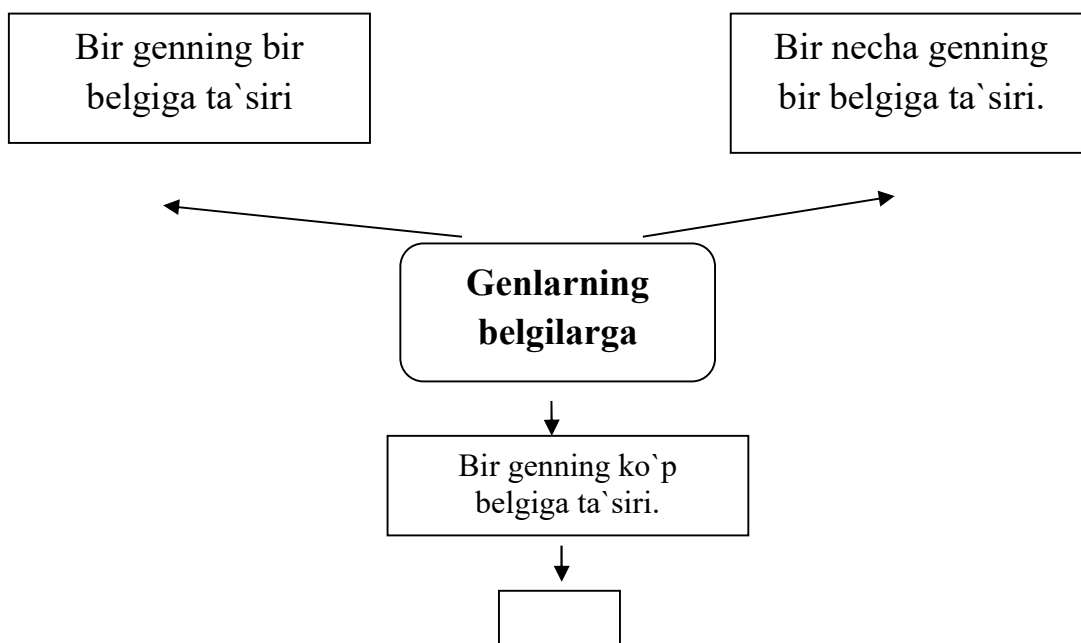 Bir genning bir
belgiga ta`siri
Bir necha genning
bir belgiga ta`siri.
Genlarning
belgilarga
Bir genning ko`p
belgiga ta`siri.